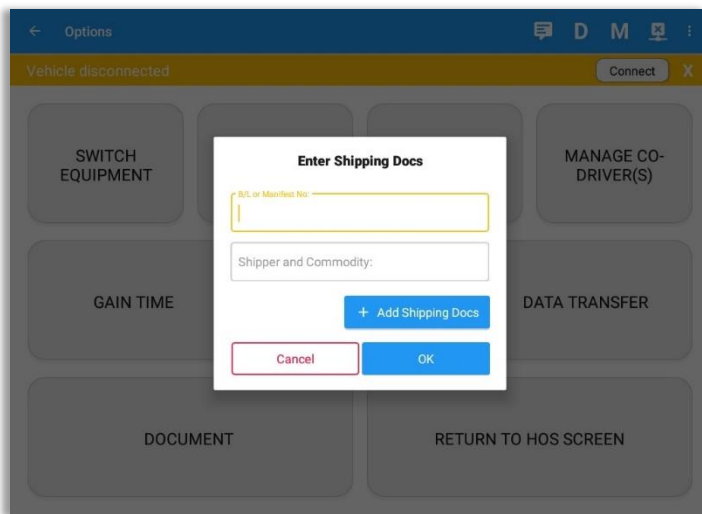 Options
D M
Vehicle disconnected
Connect X
SWITCH
EQUIPMENT
MANAGE CO-
DRIVER(S)
Enter Shipping Docs
B/L or Manifest No:
Shipper and Commodity:
+ Add Shipping Docs
Cancel
OK
GAIN TIME
DATA TRANSFER
DOCUMENT
RETURN TO HOS SCREEN